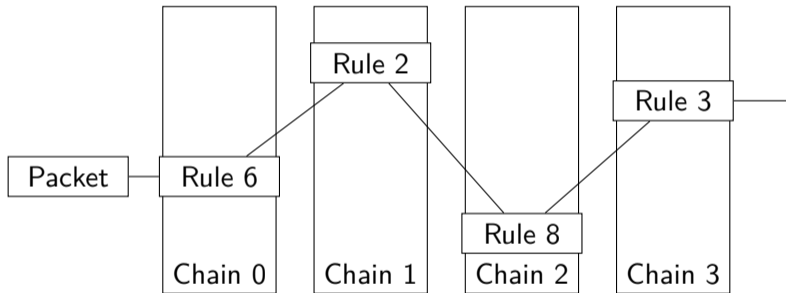 Rule 2
Rule 3
Packet
Rule 6
Rule 8
Chain 0
Chain 1
Chain 2
Chain 3